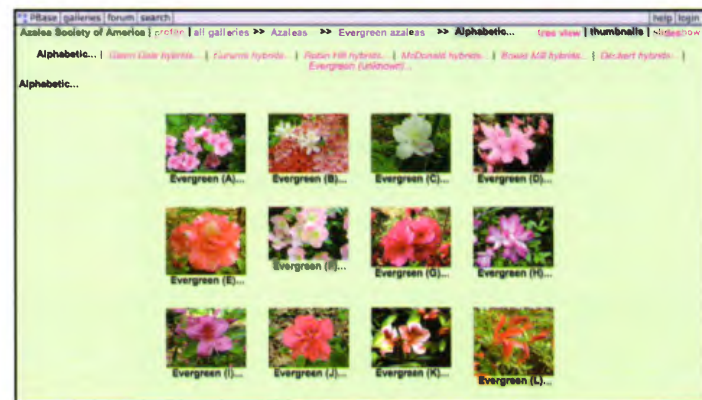 PBase galleries forum search help login
Azalea Society of America | profile | all galleries >> Azaleas >> Evergreen azaleas >> Alphabetic... tree view | thumbnails | slideshow
Alphabetic... | Glenn Dale hybrids... | Kurume hybrids... | Robin Hill hybrids... | McDonald hybrids... | Bower Mill hybrids... | hybrids... |
Evergreen (unknown)...
Alphabetic...
Evergreen (A)... Evergreen (B)... Evergreen (C)... Evergreen (D)...
Evergreen (E)... Evergreen (F)... Evergreen (G)... Evergreen (H)...
Evergreen (I)... Evergreen (J)... Evergreen (K)... Evergreen (L)...